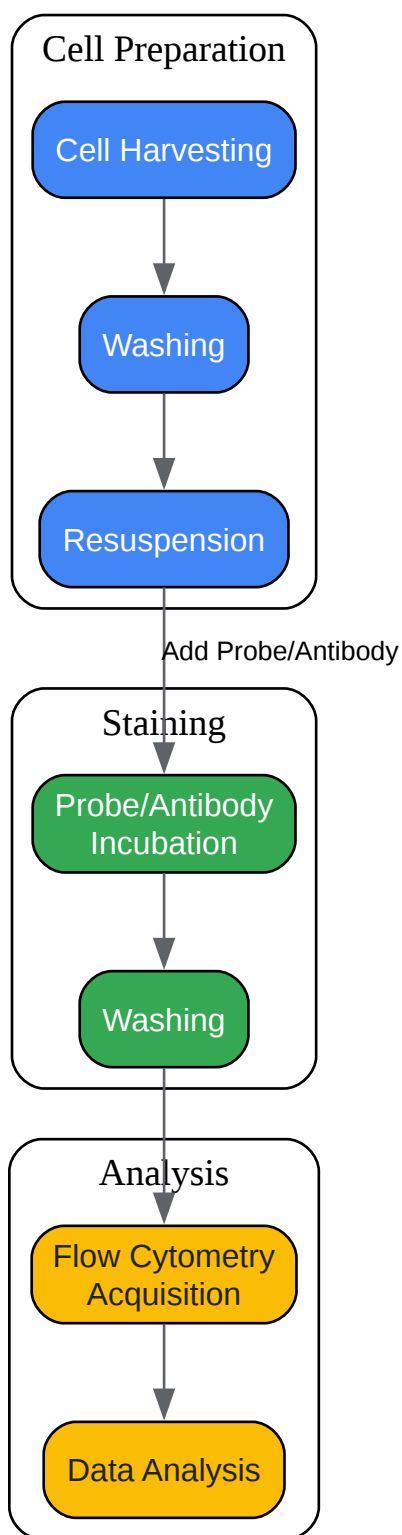 Cell Preparation
Cell Harvesting
Washing
Resuspension
Add Probe/Antibody
Staining
Probe/Antibody
Incubation
Washing
Analysis
Flow Cytometry
Acquisition
Data Analysis